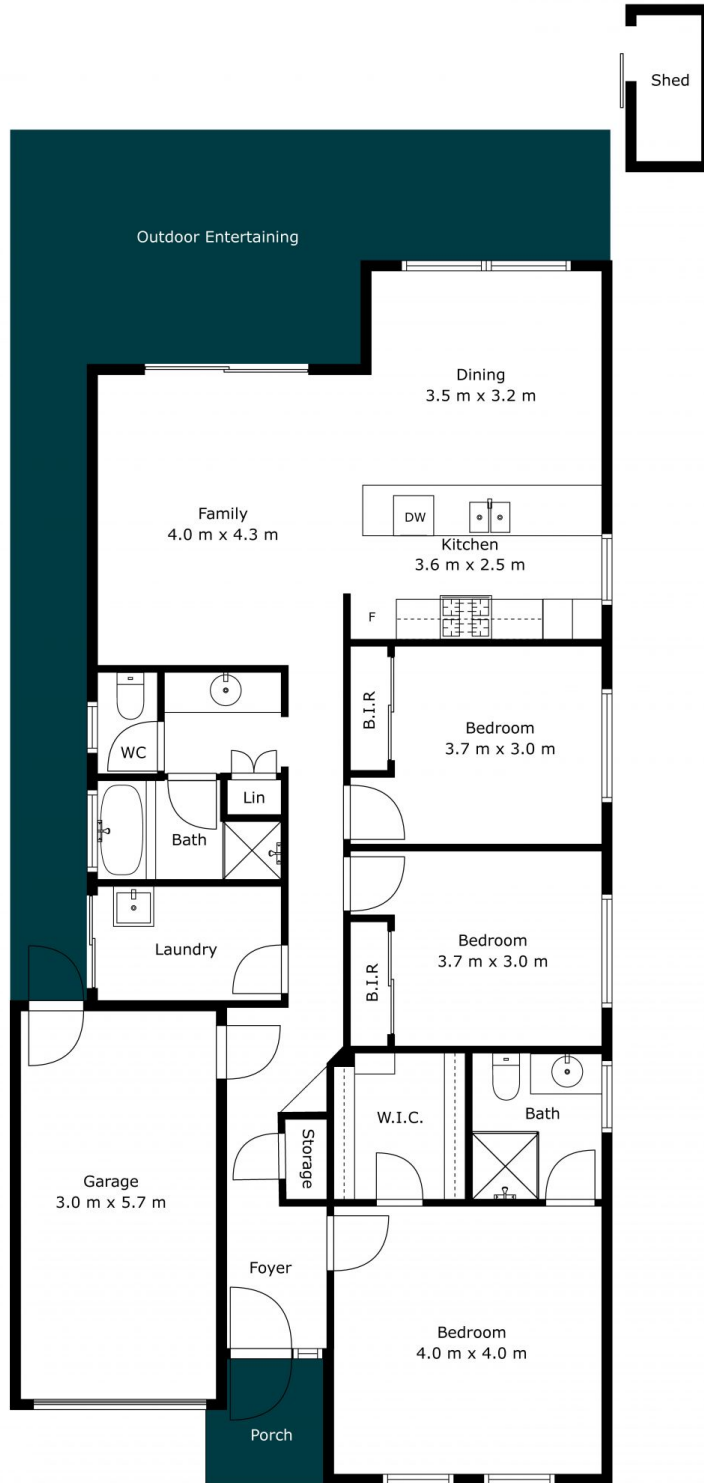 Shed
Outdoor Entertaining
Dining
3.5 m x 3.2 m
Family
4.0 m x 4.3 m
DW
Kitchen
3.6 m x 2.5 m
F
B.I.R
Bedroom
3.7 m x 3.0 m
WC
Lin
Bath
Laundry
Bedroom
3.7 m x 3.0 m
B.I.R
W.I.C.
Bath
Storage
Garage
3.0 m x 5.7 m
Foyer
Bedroom
4.0 m x 4.0 m
Porch